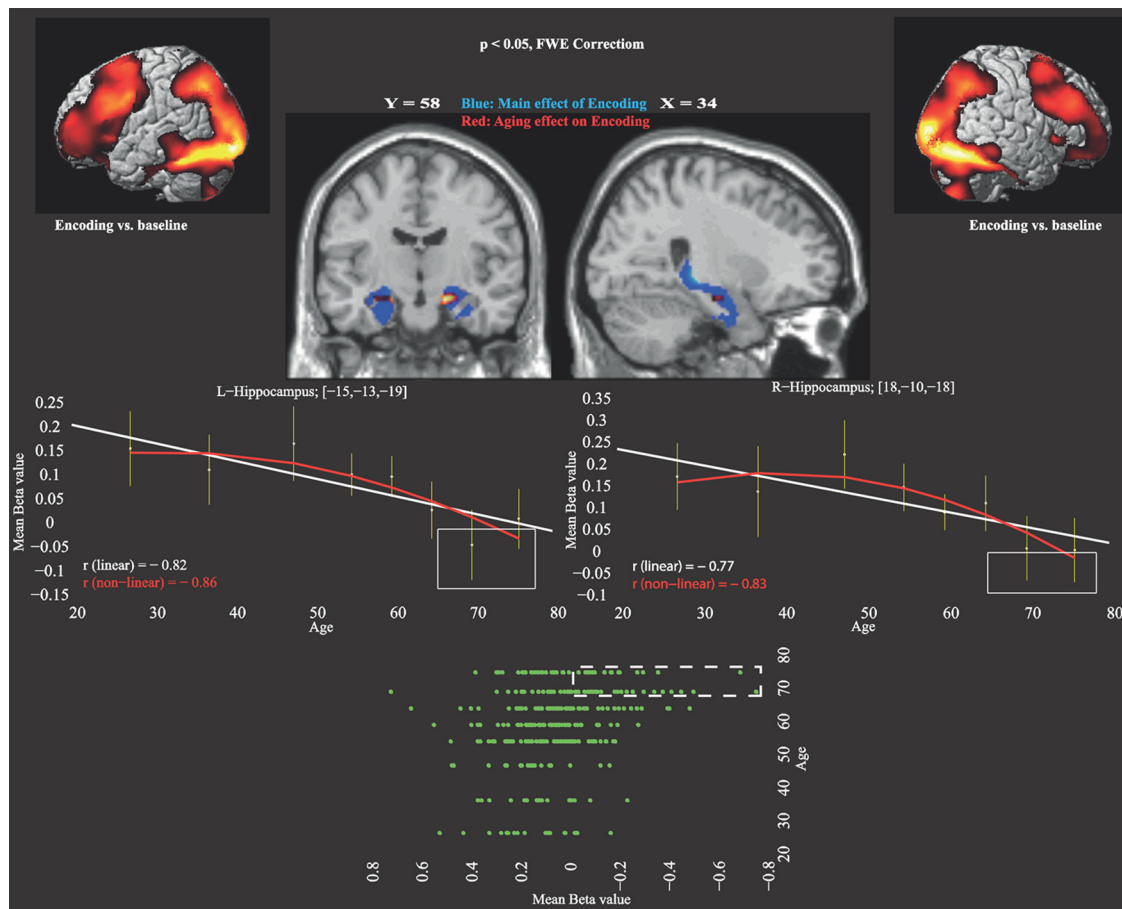 p < 0.05, FWE Correctiom
Y = 58 Blue: Main effect of Encoding X = 34
Red: Aging effect on Encoding
Encoding vs. baseline
Encoding vs. baseline
L−Hippocampus; [−15,−13,−19]
Mean Beta value
0.25
0.2
0.15
0.1
0.05
0
−0.05
−0.1
−0.15
r (linear) = − 0.82
r (non−linear) = − 0.86
20 30 40 50 60 70 80
Age
R−Hippocampus; [18,−10,−18]
Mean Beta value
0.35
0.3
0.25
0.2
0.15
0.1
0.05
0
−0.05
−0.1
r (linear) = − 0.77
r (non-linear) = − 0.83
20 30 40 50 60 70 80
Age
80
70
60
50
40
30
20
Age
0.8 0.6 0.4 0.2 0 −0.2 −0.4 −0.6 −0.8
Mean Beta value